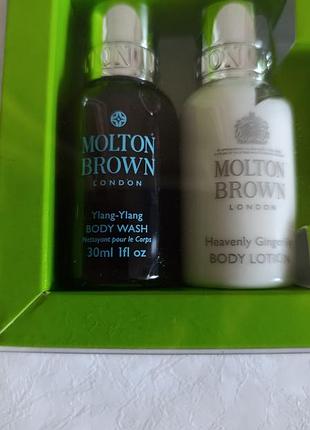 MOLTON
BROWN
LONDON
Ylang-Ylang
BODY WASH
Nettoyant pour le Corps
30ml 1fl oz
MOLTON
BROWN
LONDON
Heavenly
BODY LOTION